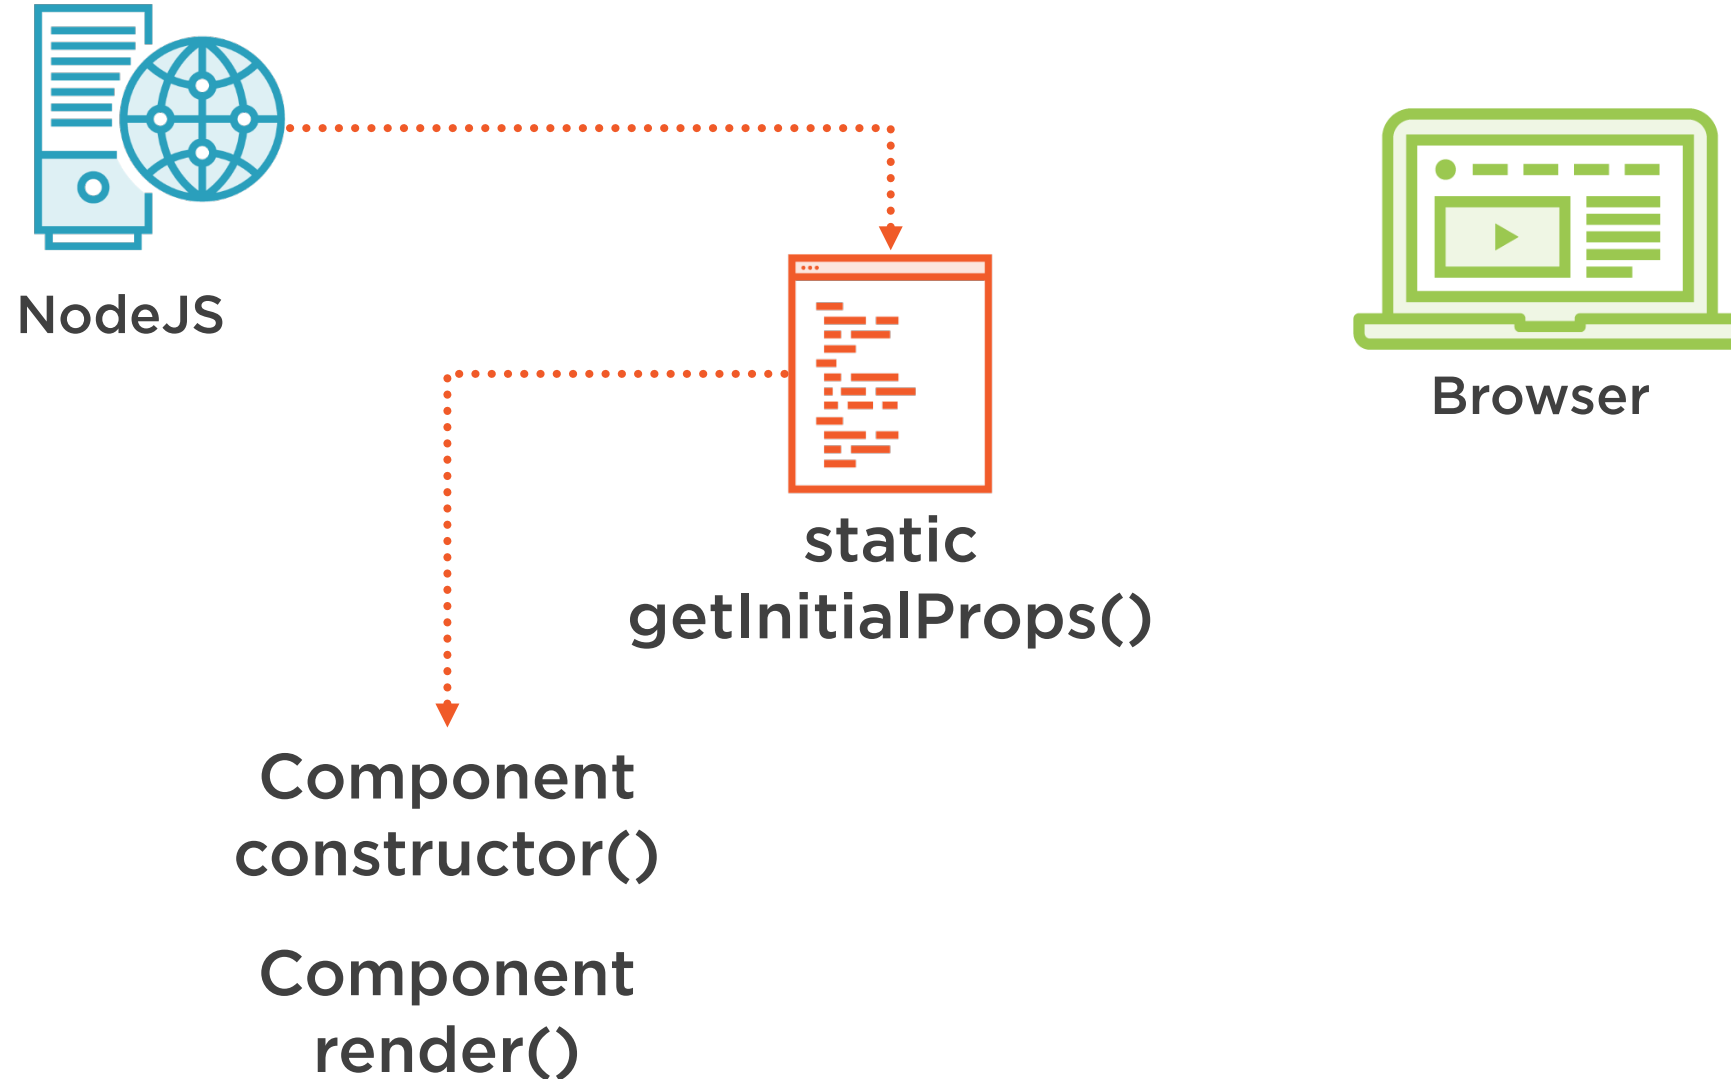 NodeJS
Browser
static
getInitialProps()
Component
constructor()
Component
render()